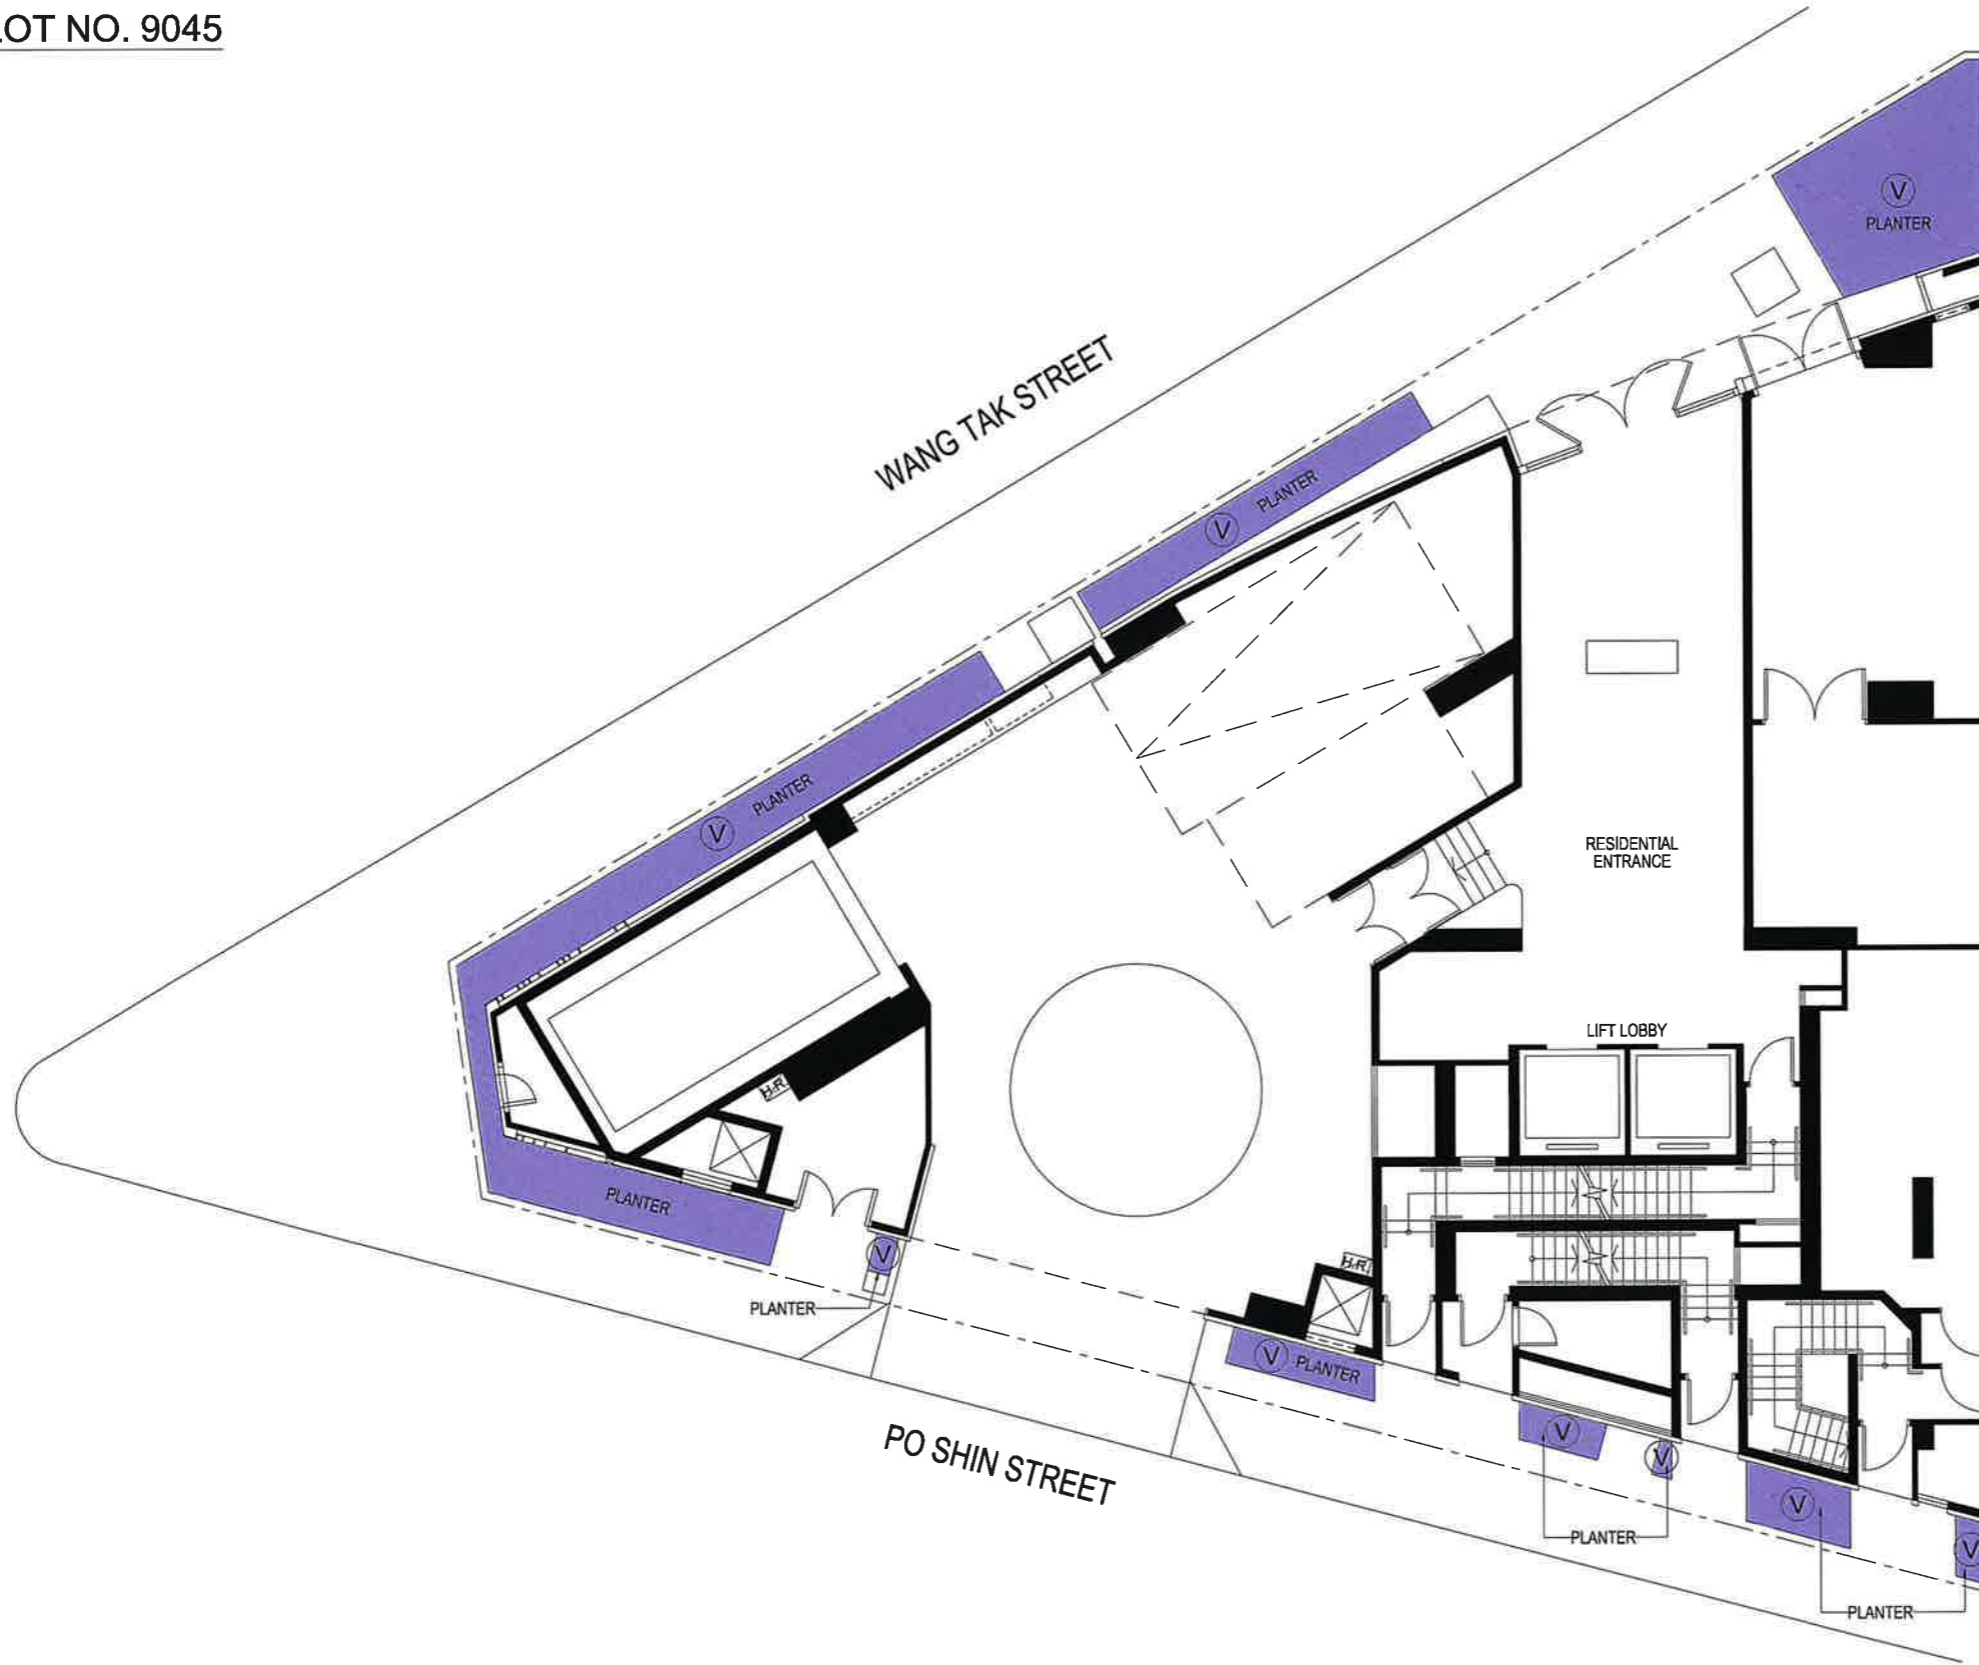 LOT NO. 9045
V
PLANTER
WANG TAK STREET
V PLANTER
V PLANTER
RESIDENTIAL
ENTRANCE
LIFT LOBBY
H.R.
PLANTER
V
H.R.
PLANTER
V PLANTER
V
V
PO SHIN STREET
V
PLANTER
V
PLANTER